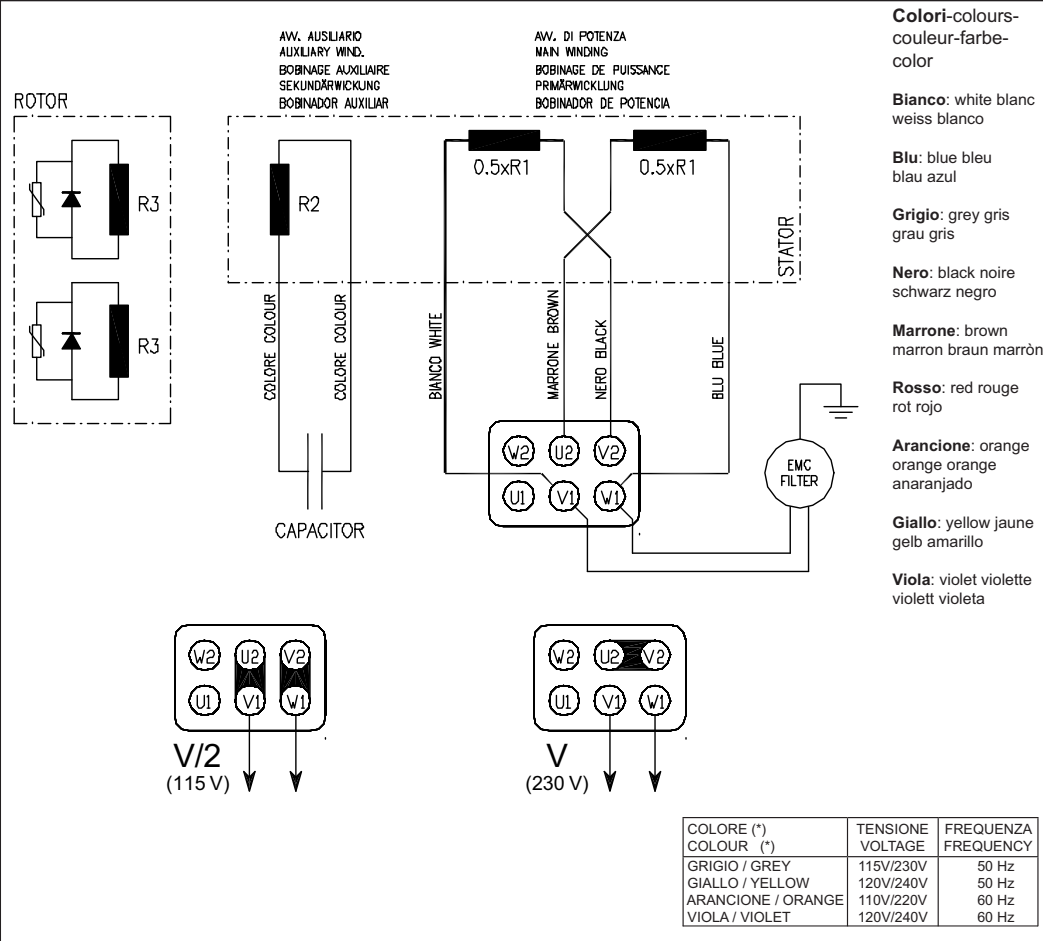 AVV. AUSILIARIO
AUXILIARY WIND.
BOBINAGE AUXILIAIRE
SEKUNDÄRWICKUNG
BOBINADOR AUXILIAR
AVV. DI POTENZA
MAIN WINDING
BOBINAGE DE PUISSANCE
PRIMÄRWICKLUNG
BOBINADOR DE POTENCIA
ROTOR
R3
R3
R2
0.5xR1
0.5xR1
STATOR
COLORE COLOUR
COLORE COLOUR
BIANCO WHITE
MARRONE BROWN
NERO BLACK
BLU BLUE
CAPACITOR
W2 U2 V2
U1 V1 W1
EMC
FILTER
W2 U2 V2
U1 V1 W1
V/2
(115 V)
W2 U2 V2
U1 V1 W1
V
(230 V)
Colori-colours-
couleur-farbe-
color
Bianco: white blanc
weiss blanco
Blu: blue bleu
blau azul
Grigio: grey gris
grau gris
Nero: black noire
schwarz negro
Marrone: brown
marron braun marròn
Rosso: red rouge
rot rojo
Arancione: orange
orange orange
anaranjado
Giallo: yellow jaune
gelb amarillo
Viola: violet violette
violett violeta
COLORE (*) TENSIONE FREQUENZA
COLOUR (*) VOLTAGE FREQUENCY
GRIGIO / GREY 115V/230V 50 Hz
GIALLO / YELLOW 120V/240V 50 Hz
ARANCIONE / ORANGE 110V/220V 60 Hz
VIOLA / VIOLET 120V/240V 60 Hz